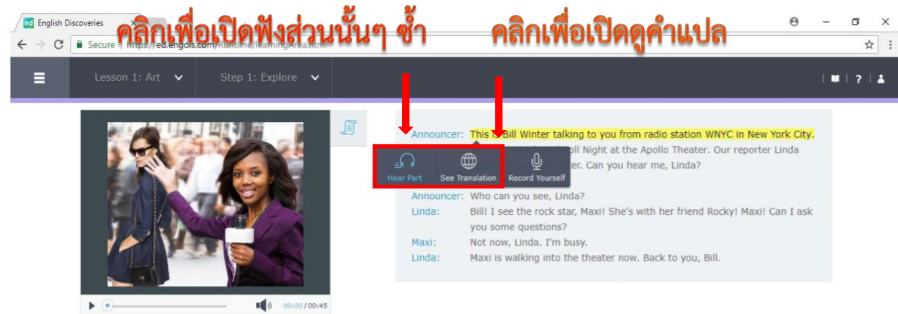 English Discoveries
คลิกเพื่อเปิดฟังส่วนนั้นๆ ซ้ำ
คลิกเพื่อเปิดดูคำแปล
Secure https://ed.engdis.com/Runtime/learningArea.html
Lesson 1: Art
Step 1: Explore
?
Announcer: This is Bill Winter talking to you from radio station WNYC in New York City.
oll Night at the Apollo Theater. Our reporter Linda
er. Can you hear me, Linda?
Hear Part
See Translation
Record Yourself
Announcer: Who can you see, Linda?
Linda: Bill! I see the rock star, Maxi! She's with her friend Rocky! Maxi! Can I ask
you some questions?
Maxi: Not now, Linda. I'm busy.
Linda: Maxi is walking into the theater now. Back to you, Bill.
00:00/00:45